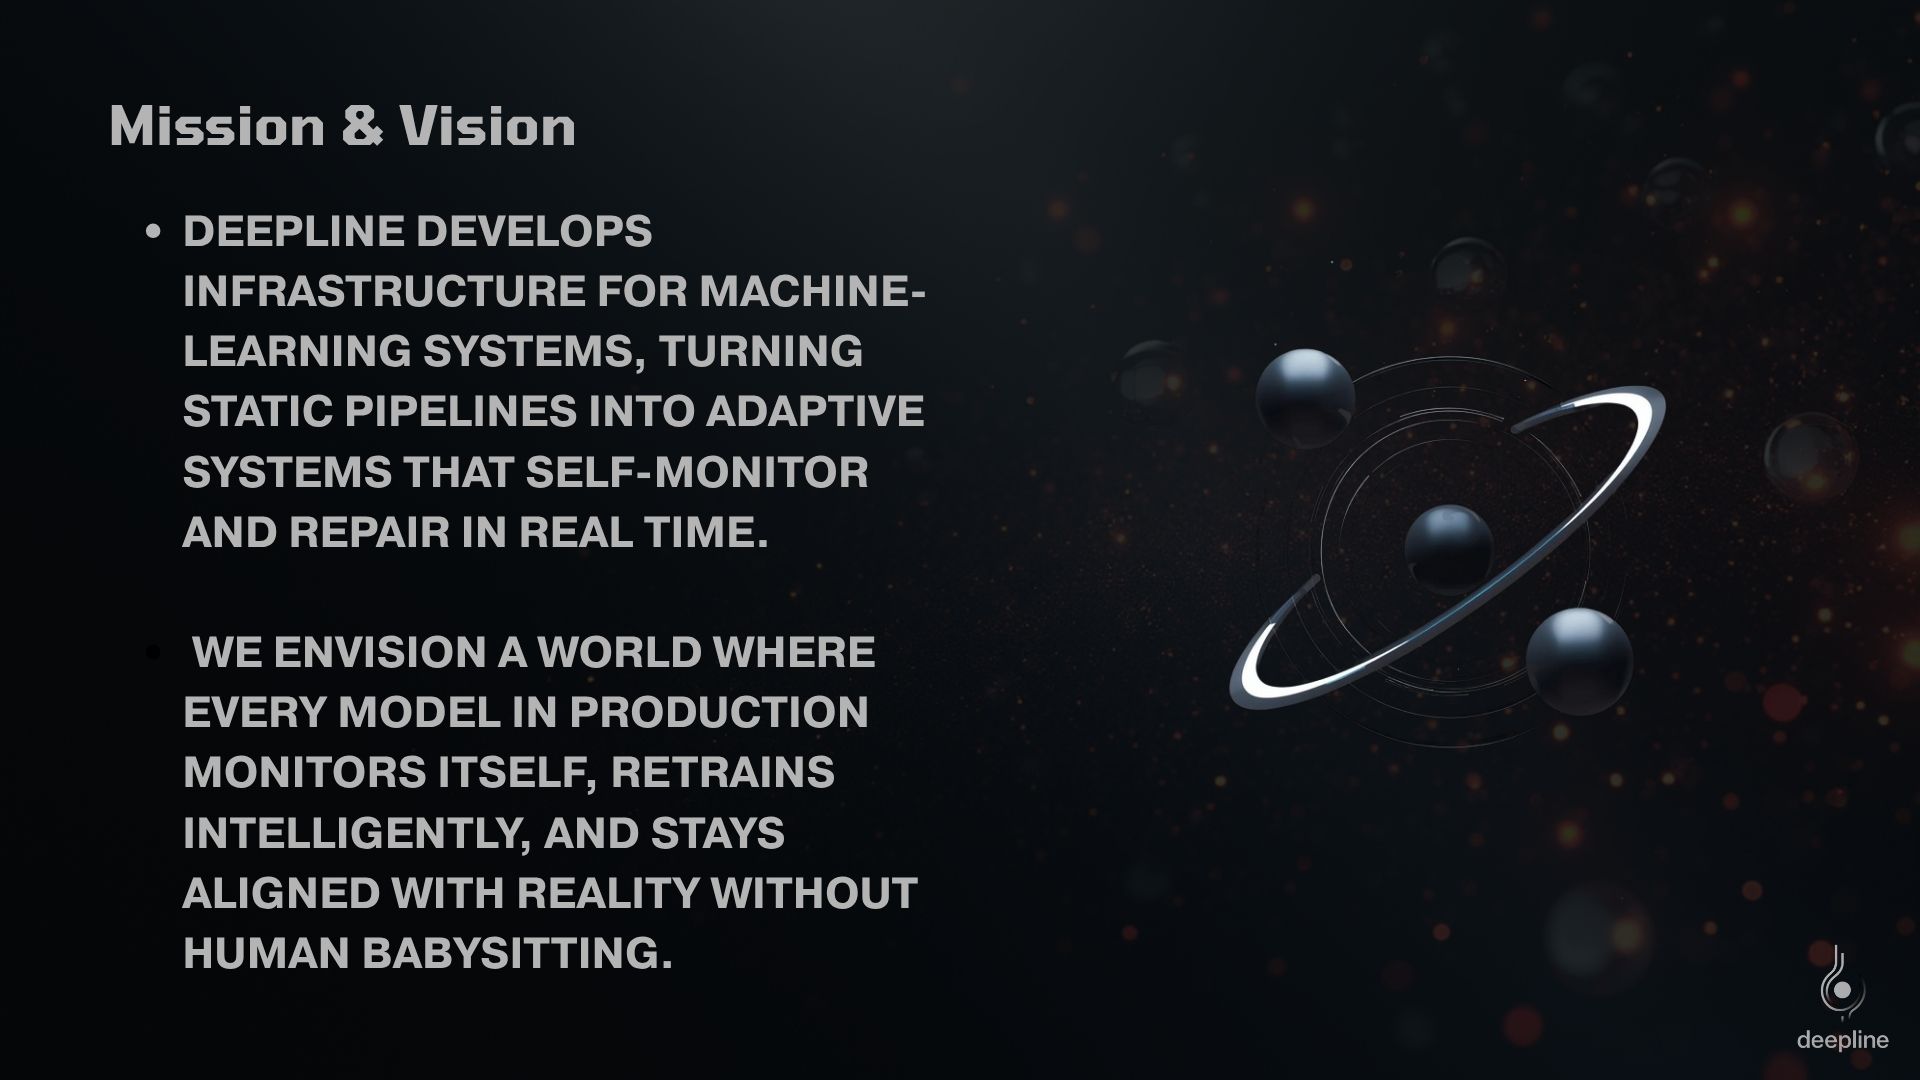 Mission & Vision
• DEEPLINE DEVELOPS
INFRASTRUCTURE FOR MACHINE-
LEARNING SYSTEMS, TURNING
STATIC PIPELINES INTO ADAPTIVE
SYSTEMS THAT SELF-MONITOR
AND REPAIR IN REAL TIME.
• WE ENVISION A WORLD WHERE
EVERY MODEL IN PRODUCTION
MONITORS ITSELF, RETRAINS
INTELLIGENTLY, AND STAYS
ALIGNED WITH REALITY WITHOUT
HUMAN BABYSITTING.
deepline